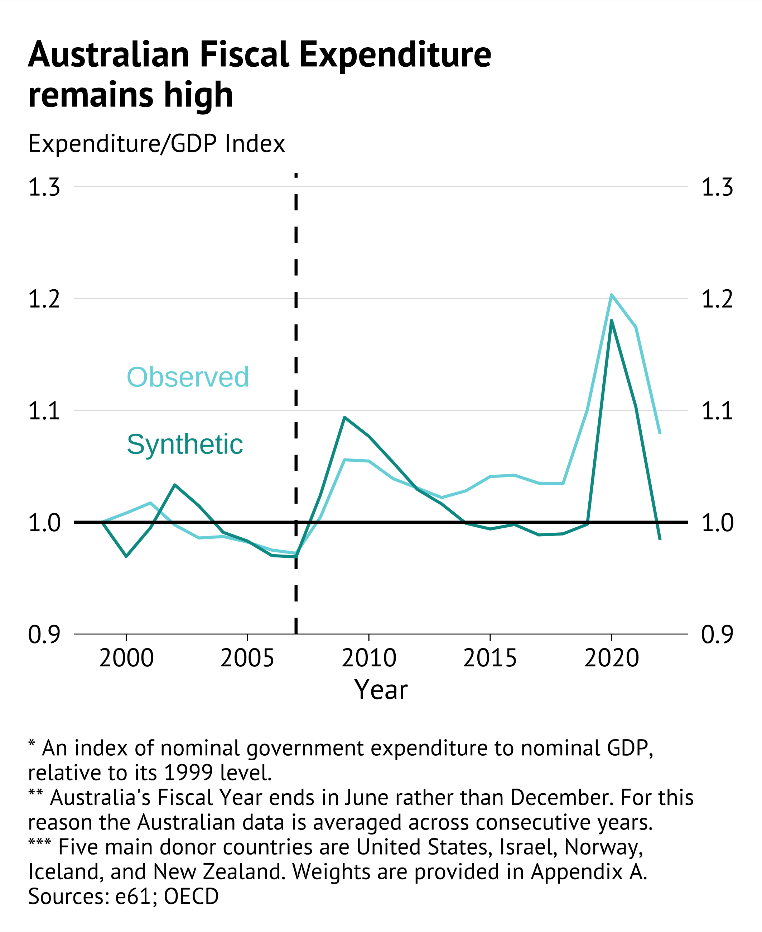 Australian Fiscal Expenditure
remains high
Expenditure/GDP Index
1.3 1.3
1.2 1.2
Observed
1.1 1.1
Synthetic
1.0 1.0
0.9 0.9
2000 2005 2010 2015 2020
Year
* An index of nominal government expenditure to nominal GDP,
relative to its 1999 level.
** Australia's Fiscal Year ends in June rather than December. For this
reason the Australian data is averaged across consecutive years.
*** Five main donor countries are United States, Israel, Norway,
Iceland, and New Zealand. Weights are provided in Appendix A.
Sources: e61; OECD